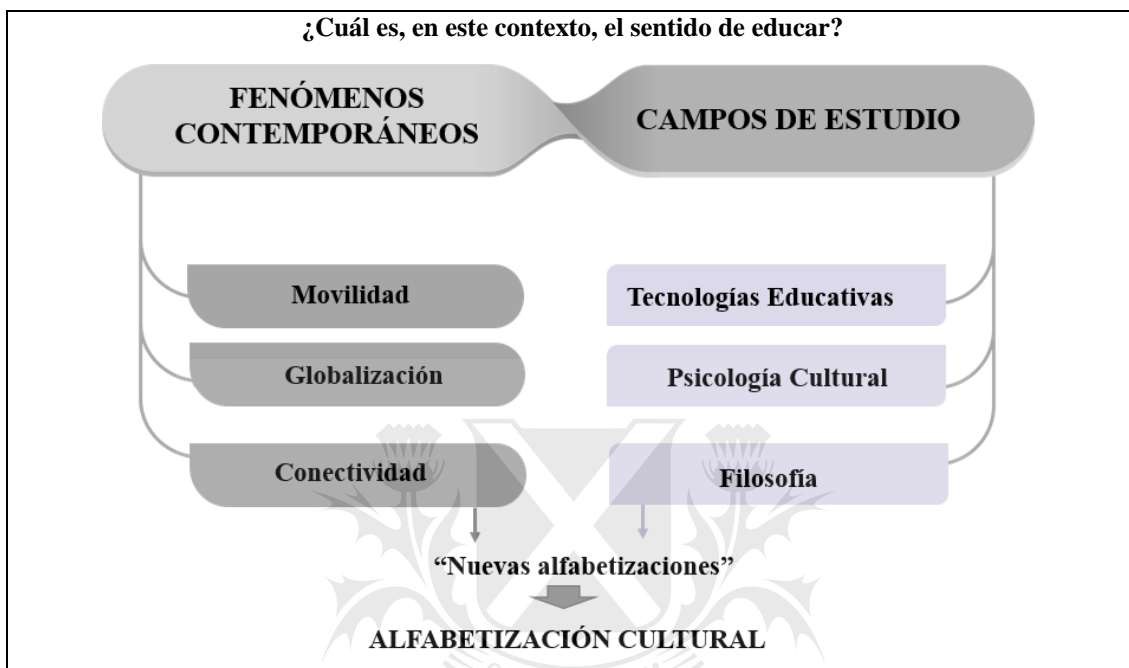 ¿Cuál es, en este contexto, el sentido de educar?
FENÓMENOS
CONTEMPORÁNEOS
CAMPOS DE ESTUDIO
Movilidad
Globalización
Conectividad
Tecnologías Educativas
Psicología Cultural
Filosofía
“Nuevas alfabetizaciones”
ALFABETIZACIÓN CULTURAL